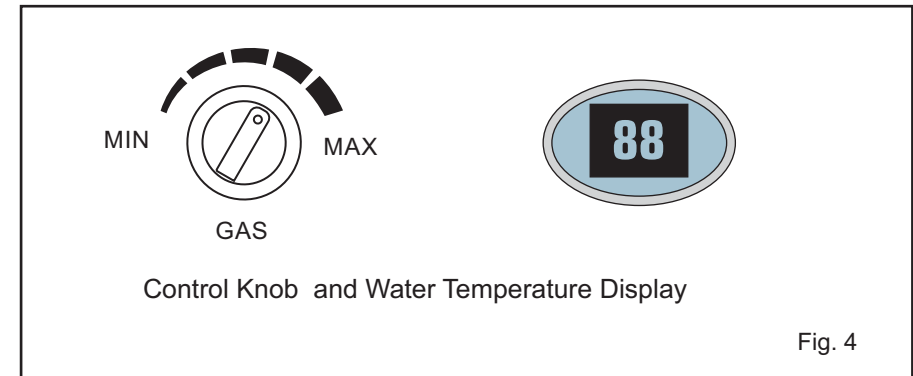 MIN
MAX
GAS
88
Control Knob and Water Temperature Display
Fig. 4